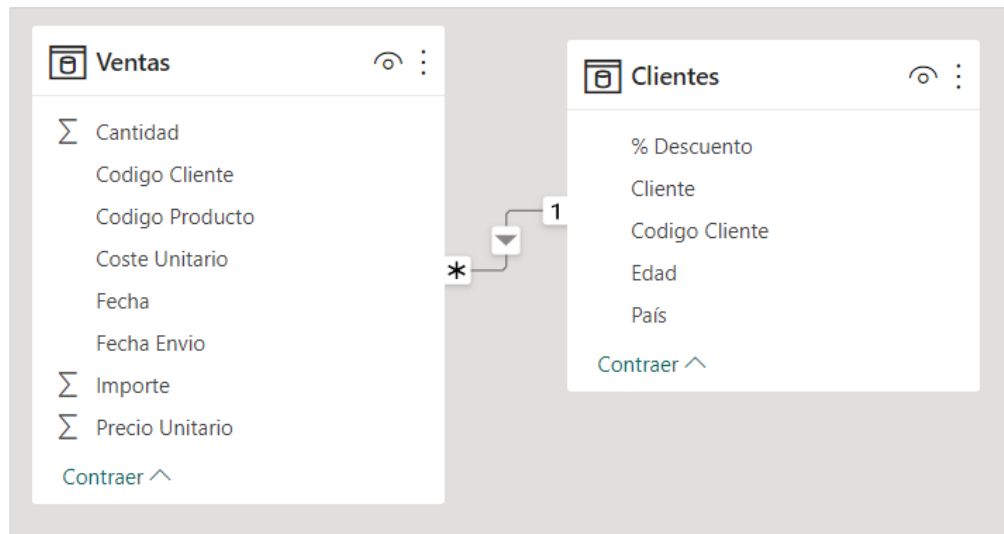 Ventas
Cantidad
Codigo Cliente
Codigo Producto
Coste Unitario
Fecha
Fecha Envio
Importe
Precio Unitario
Contraer
*
1
Clientes
% Descuento
Cliente
Codigo Cliente
Edad
País
Contraer